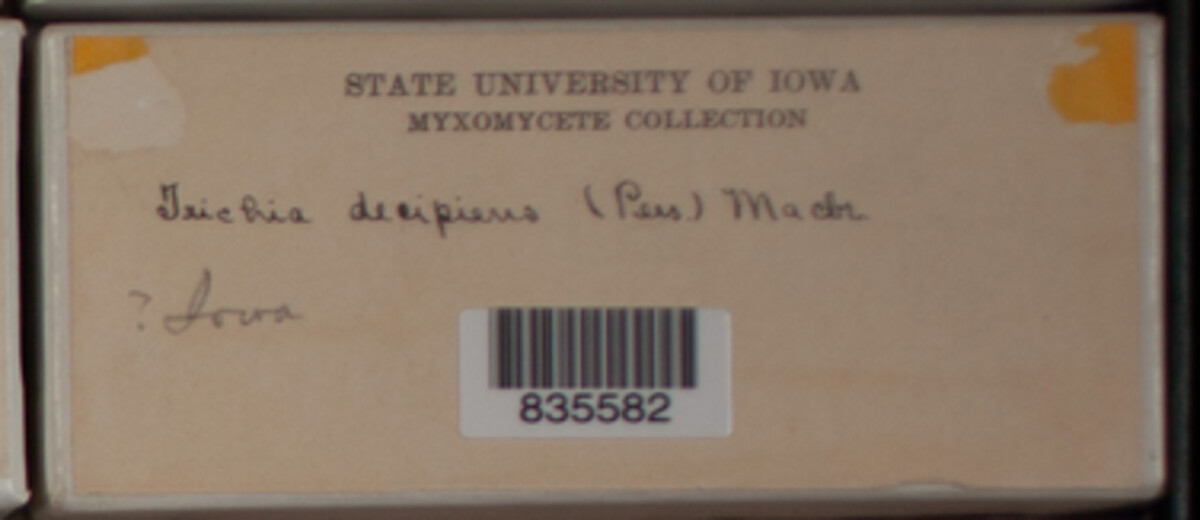 STATE UNIVERSITY OF IOWA
MYXOMYCETE COLLECTION
Trichia decipiens (Pers.) Macbr.
? Iowa
835582